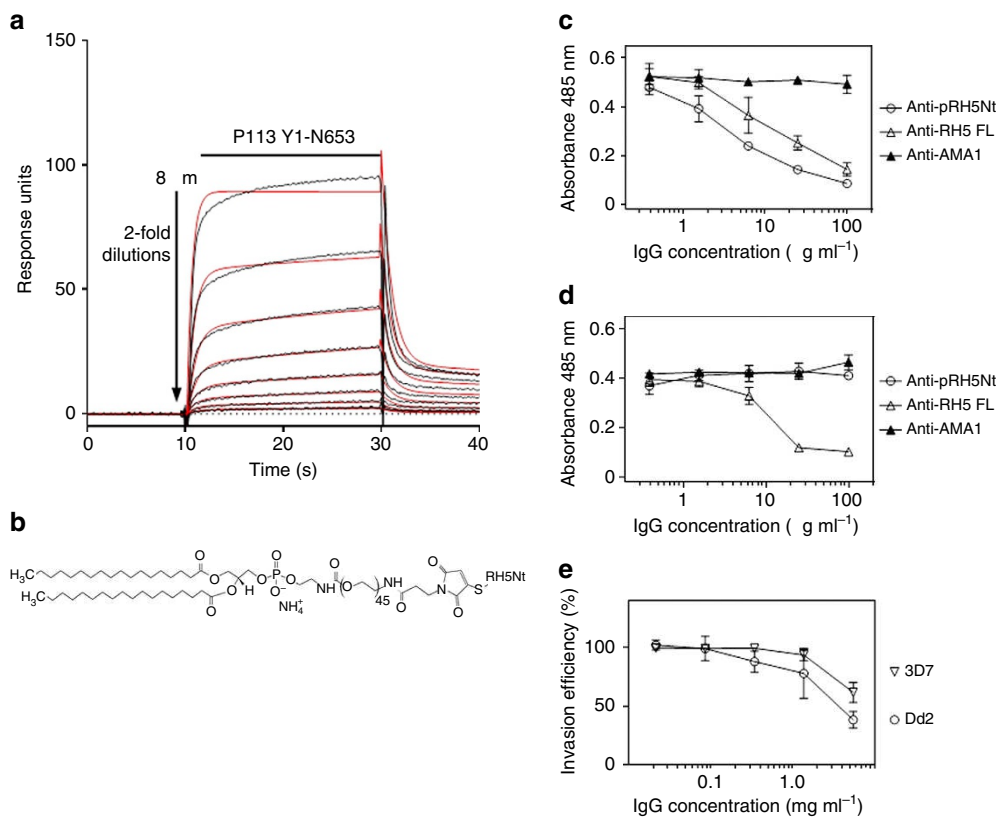 a
150
100
50
0
Response units
P113 Y1-N653
8 m
2-fold
dilutions
0 10 20 30 40
Time (s)
b
H3C
H3C
O
O
O
O
H
O
P
O
O–
NH4+
O
NH
O
O
45
NH
O
N
O
O
S
RH5Nt
c
0.6
0.4
0.2
0
Absorbance 485 nm
1 10 100
IgG concentration ( g ml–1)
Anti-pRH5Nt
Anti-RH5 FL
Anti-AMA1
d
0.6
0.4
0.2
0
Absorbance 485 nm
1 10 100
IgG concentration ( g ml–1)
Anti-pRH5Nt
Anti-RH5 FL
Anti-AMA1
e
100
50
0
Invasion efficiency (%)
0.1 1.0
IgG concentration (mg ml–1)
3D7
Dd2